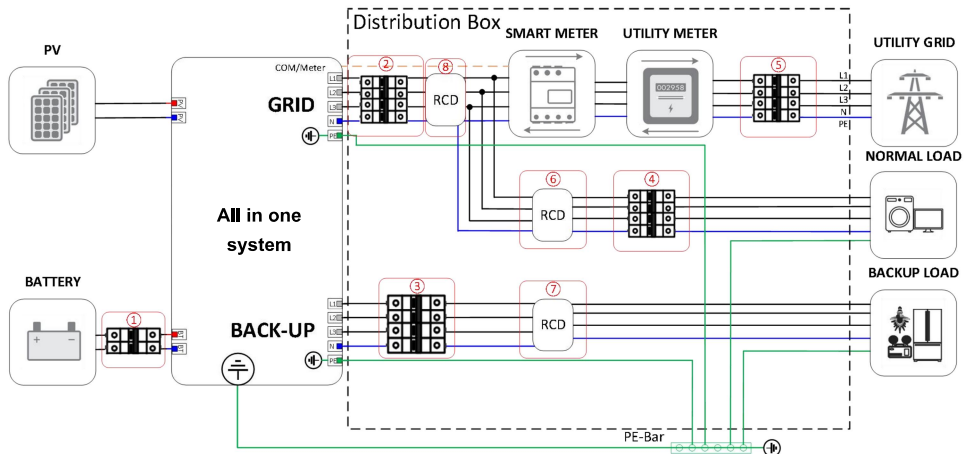 Distribution Box
PV
SMART METER
UTILITY METER
UTILITY GRID
COM/Meter
②
⑧
⑤
GRID
L1
L2
L3
N
PE
RCD
002958
L1
L2
L3
N
PE
NORMAL LOAD
⑥
④
RCD
All in one
system
BATTERY
BACKUP LOAD
①
③
⑦
BACK-UP
L1
L2
L3
N
PE
RCD
+ −
PE-Bar